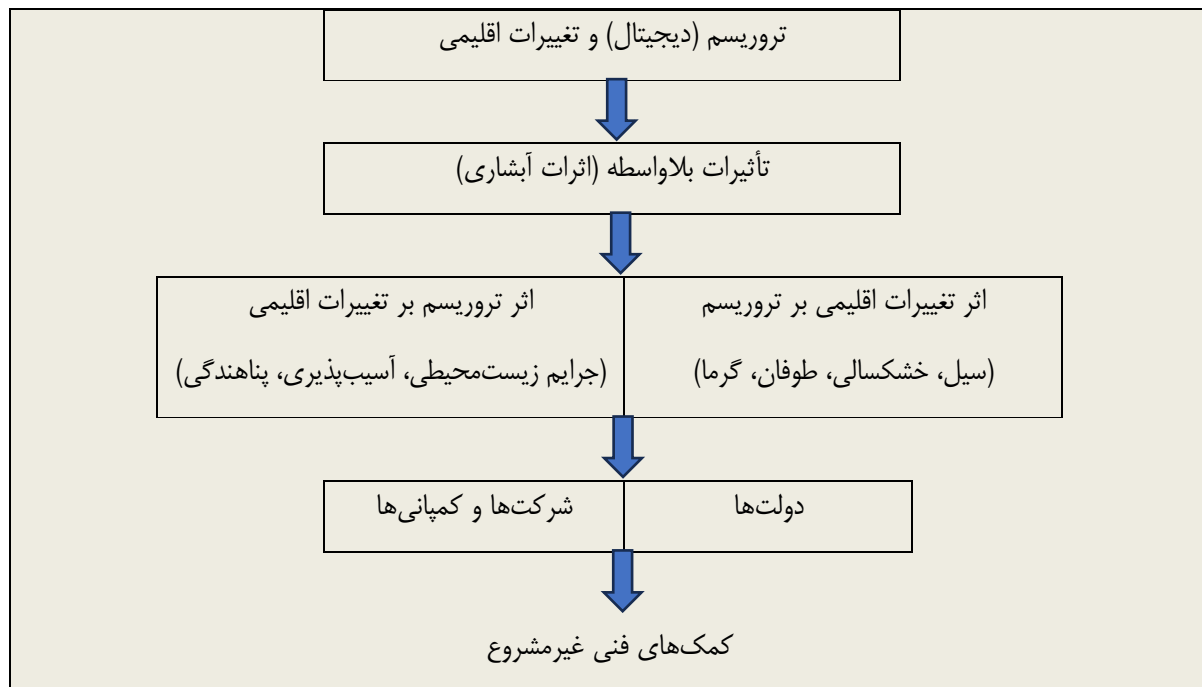 تروریسم (دیجیتال) و تغییرات اقلیمی
تأثیرات بلاواسطه (اثرات آبشاری)
اثر تغییرات اقلیمی بر تروریسم
(سیل، خشکسالی، طوفان، گرما)
اثر تروریسم بر تغییرات اقلیمی
(جرایم زیست‌محیطی، آسیب‌پذیری، پناهندگی)
دولت‌ها
شرکت‌ها و کمپانی‌ها
کمک‌های فنی غیرمشروع